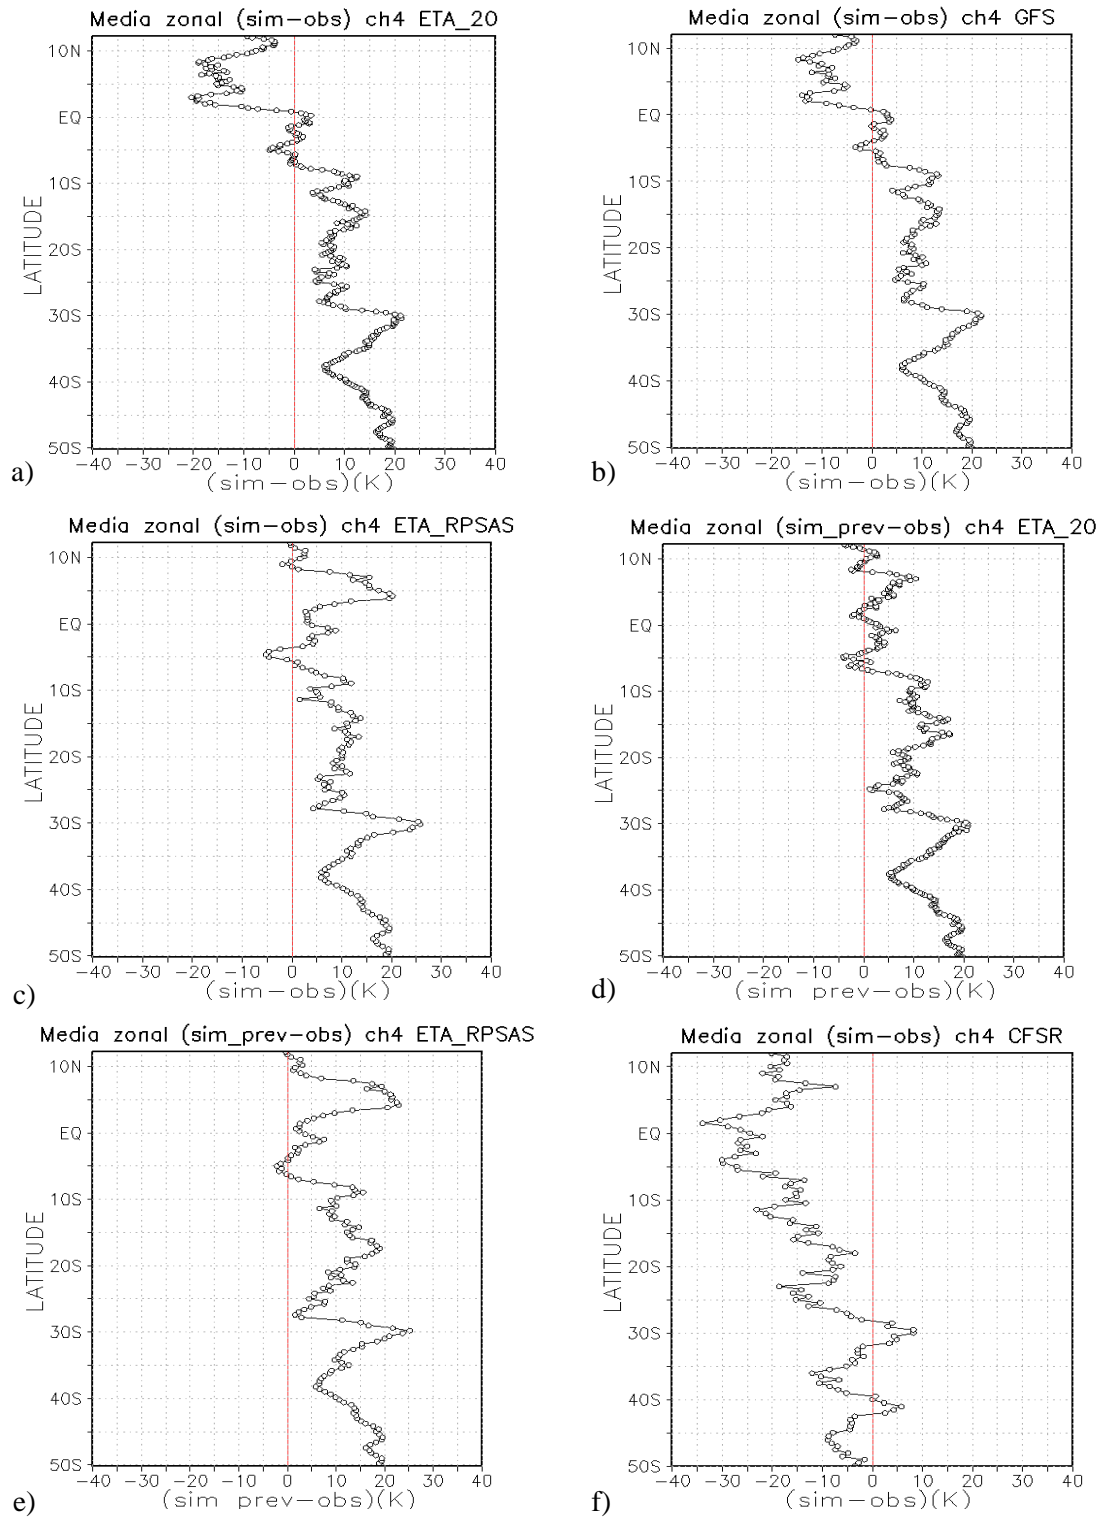 Media zonal (sim-obs) ch4 ETA_20
10N
EQ
10S
20S
30S
40S
50S
LATITUDE
-40 -30 -20 -10 0 10 20 30 40
(sim-obs)(K)
a)
Media zonal (sim-obs) ch4 GFS
10N
EQ
10S
20S
30S
40S
50S
LATITUDE
-40 -30 -20 -10 0 10 20 30 40
(sim-obs)(K)
b)
Media zonal (sim-obs) ch4 ETA_RPSAS
10N
EQ
10S
20S
30S
40S
50S
LATITUDE
-40 -30 -20 -10 0 10 20 30 40
(sim-obs)(K)
c)
Media zonal (sim_prev-obs) ch4 ETA_20
10N
EQ
10S
20S
30S
40S
50S
LATITUDE
-40 -30 -20 -10 0 10 20 30 40
(sim prev-obs)(K)
d)
Media zonal (sim_prev-obs) ch4 ETA_RPSAS
10N
EQ
10S
20S
30S
40S
50S
LATITUDE
-40 -30 -20 -10 0 10 20 30 40
(sim prev-obs)(K)
e)
Media zonal (sim-obs) ch4 CFSR
10N
EQ
10S
20S
30S
40S
50S
LATITUDE
-40 -30 -20 -10 0 10 20 30 40
(sim-obs)(K)
f)